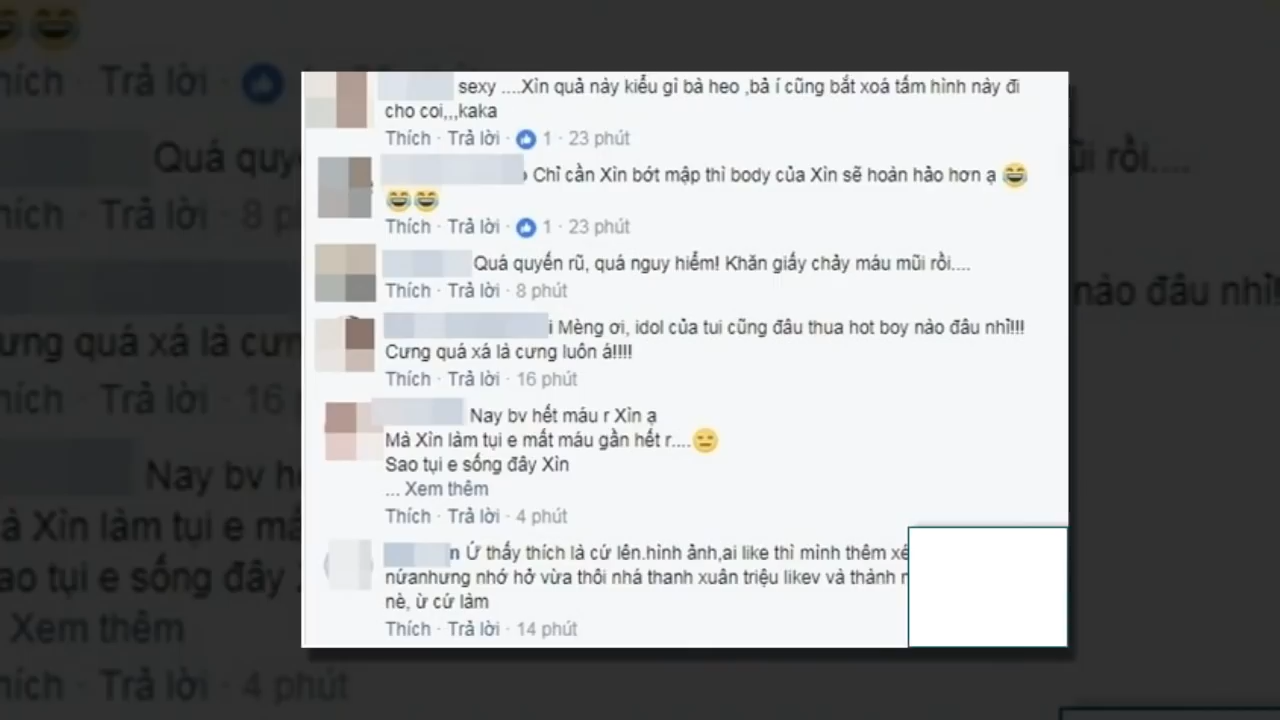 sexy ....Xìn quả này kiểu gì bà heo ,bả í cũng bắt xoá tấm hình này đi
cho coi,,,kaka
Thích · Trả lời · 1 · 23 phút
Chỉ cần Xìn bớt mập thì body của Xìn sẽ hoàn hảo hơn ạ 😂
😂😂
Thích · Trả lời · 1 · 23 phút
Quá quyến rũ, quá nguy hiểm! Khăn giấy chảy máu mũi rồi....
Thích · Trả lời · 8 phút
i Mèng ơi, idol của tui cũng đâu thua hot boy nào đâu nhỉ!!!
Cưng quá xá là cưng luôn á!!!!
Thích · Trả lời · 16 phút
Nay bv hết máu r Xìn ạ
Mà Xìn làm tụi e mất máu gần hết r....😑
Sao tụi e sống đây Xìn
... Xem thêm
Thích · Trả lời · 4 phút
n Ứ thấy thích là cứ lên.hình ảnh,ai like thì mình thêm
nứanhưng nhớ hở vừa thôi nhá thanh xuân triệu likev và thành
nè, ừ cứ làm
Thích · Trả lời · 14 phút